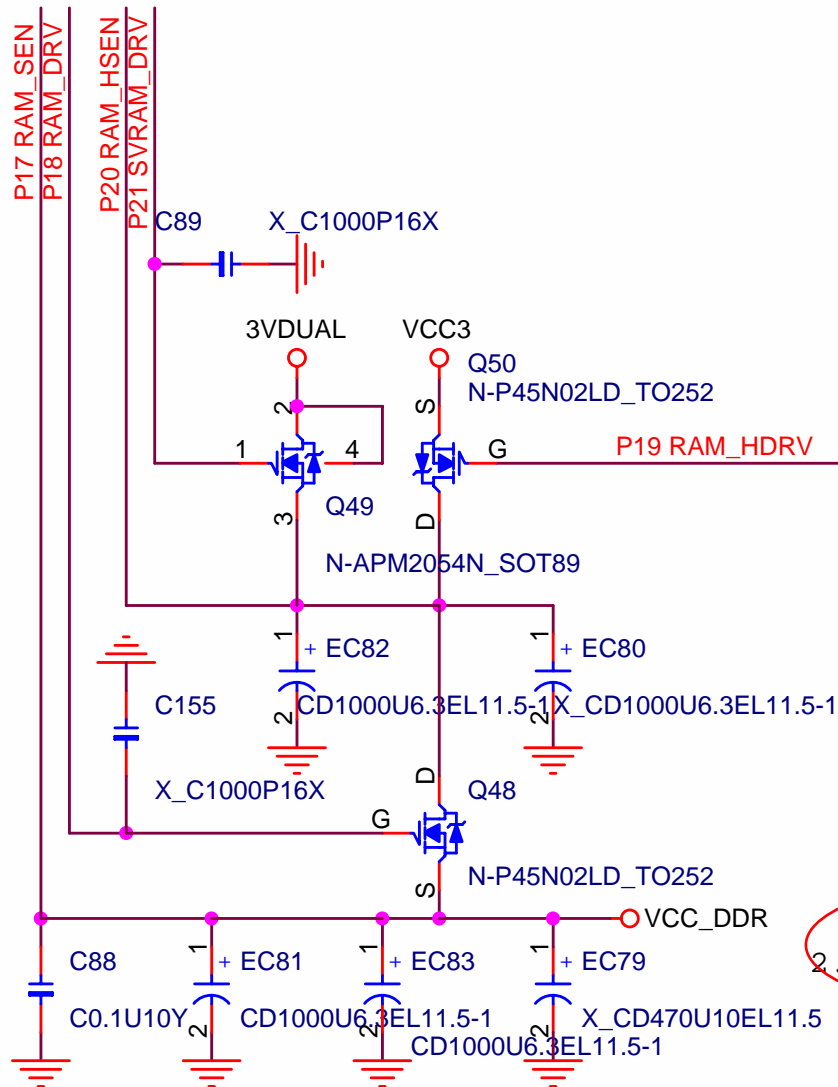 P17 RAM_SEN
P18 RAM_DRV
P20 RAM_HSEN
P21 SVRAM_DRV
C89
X_C1000P16X
3VDUAL
VCC3
Q50
N-P45N02LD_TO252
2
S
1
4
G
P19 RAM_HDRV
3
Q49
D
N-APM2054N_SOT89
1
+ EC82
1
+ EC80
2
CD1000U6.3EL11.5-1
2
X_CD1000U6.3EL11.5-1
C155
X_C1000P16X
D
Q48
G
N-P45N02LD_TO252
S
VCC_DDR
C88
1
+ EC81
1
+ EC83
1
+ EC79
2.
C0.1U10Y
2
CD1000U6.3EL11.5-1
2
CD1000U6.3EL11.5-1
2
X_CD470U10EL11.5